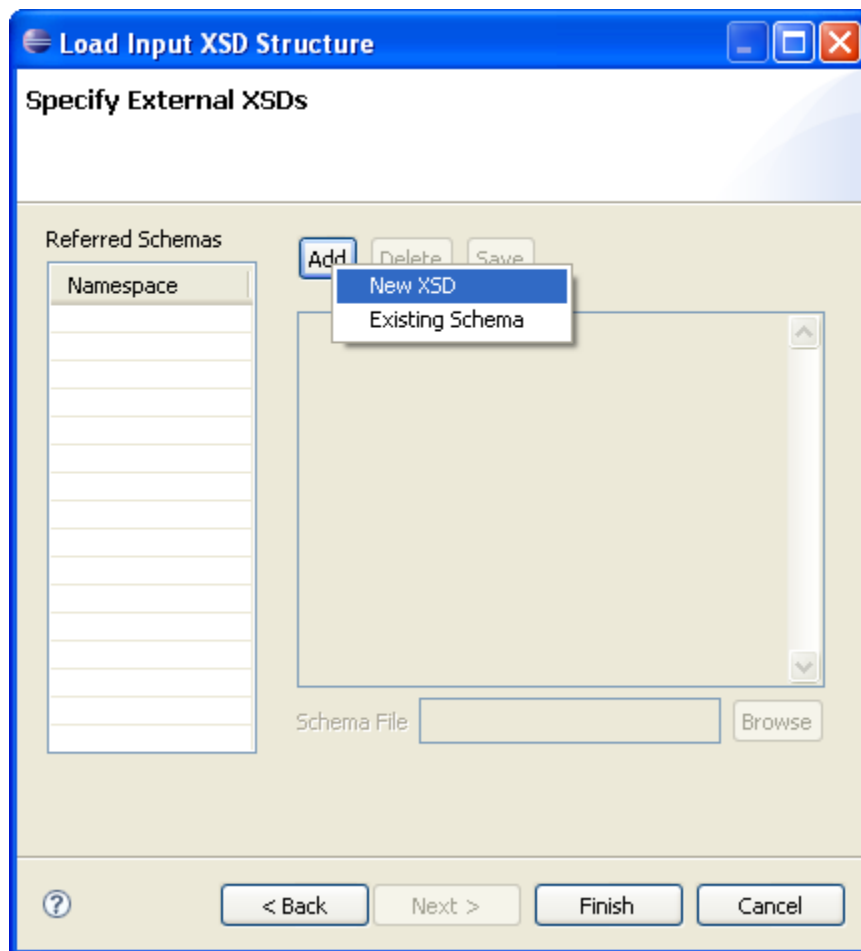 Load Input XSD Structure
Specify External XSDs
Referred Schemas
Add Delete Save
Namespace
New XSD
Existing Schema
Schema File Browse
? < Back Next > Finish Cancel